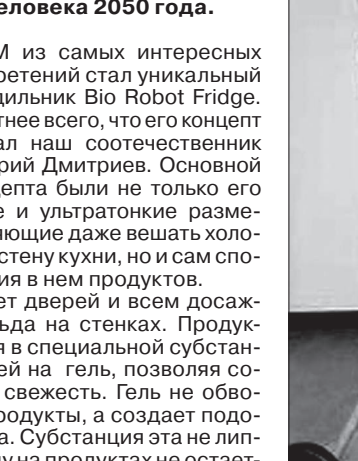 еловека 2050 года.
М из самых интересных
ретений стал уникальный
дильник Bio Robot Fridge.
тнее всего, что его концепт
ал наш соотечественник
рий Дмитриев. Основной
цепта были не только его
е и ультратонкие разме-
яющие даже вешать холо-
стену кухни, но и сам спо-
ия в нем продуктов.
ет дверей и всем досаж-
ьда на стенках. Продук-
я в специальной субстан-
ей на гель, позволяя со-
свежесть. Гель не обво-
родукты, а создает подо-
а. Субстанция эта не лип-
у на продуктах не остает-